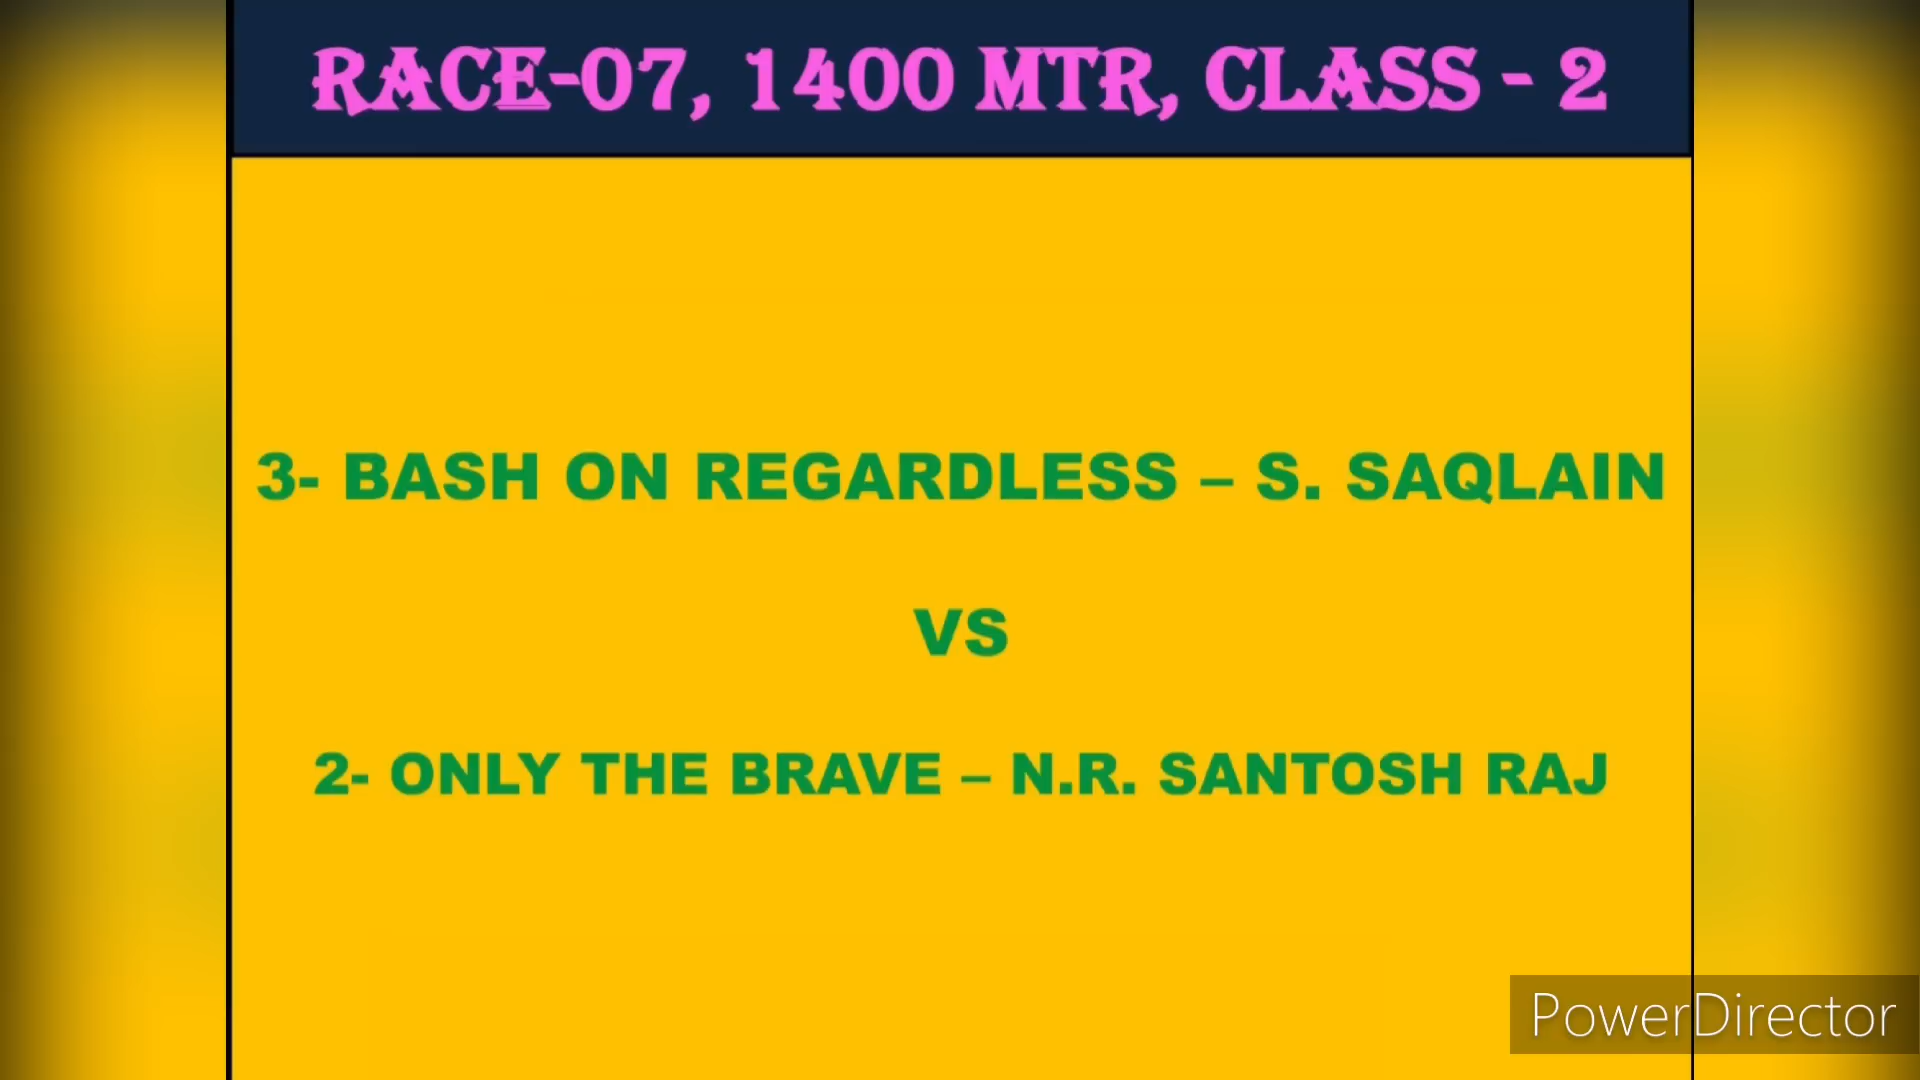 RACE-07, 1400 MTR, CLASS - 2
3- BASH ON REGARDLESS – S. SAQLAIN
VS
2- ONLY THE BRAVE – N.R. SANTOSH RAJ
PowerDirector